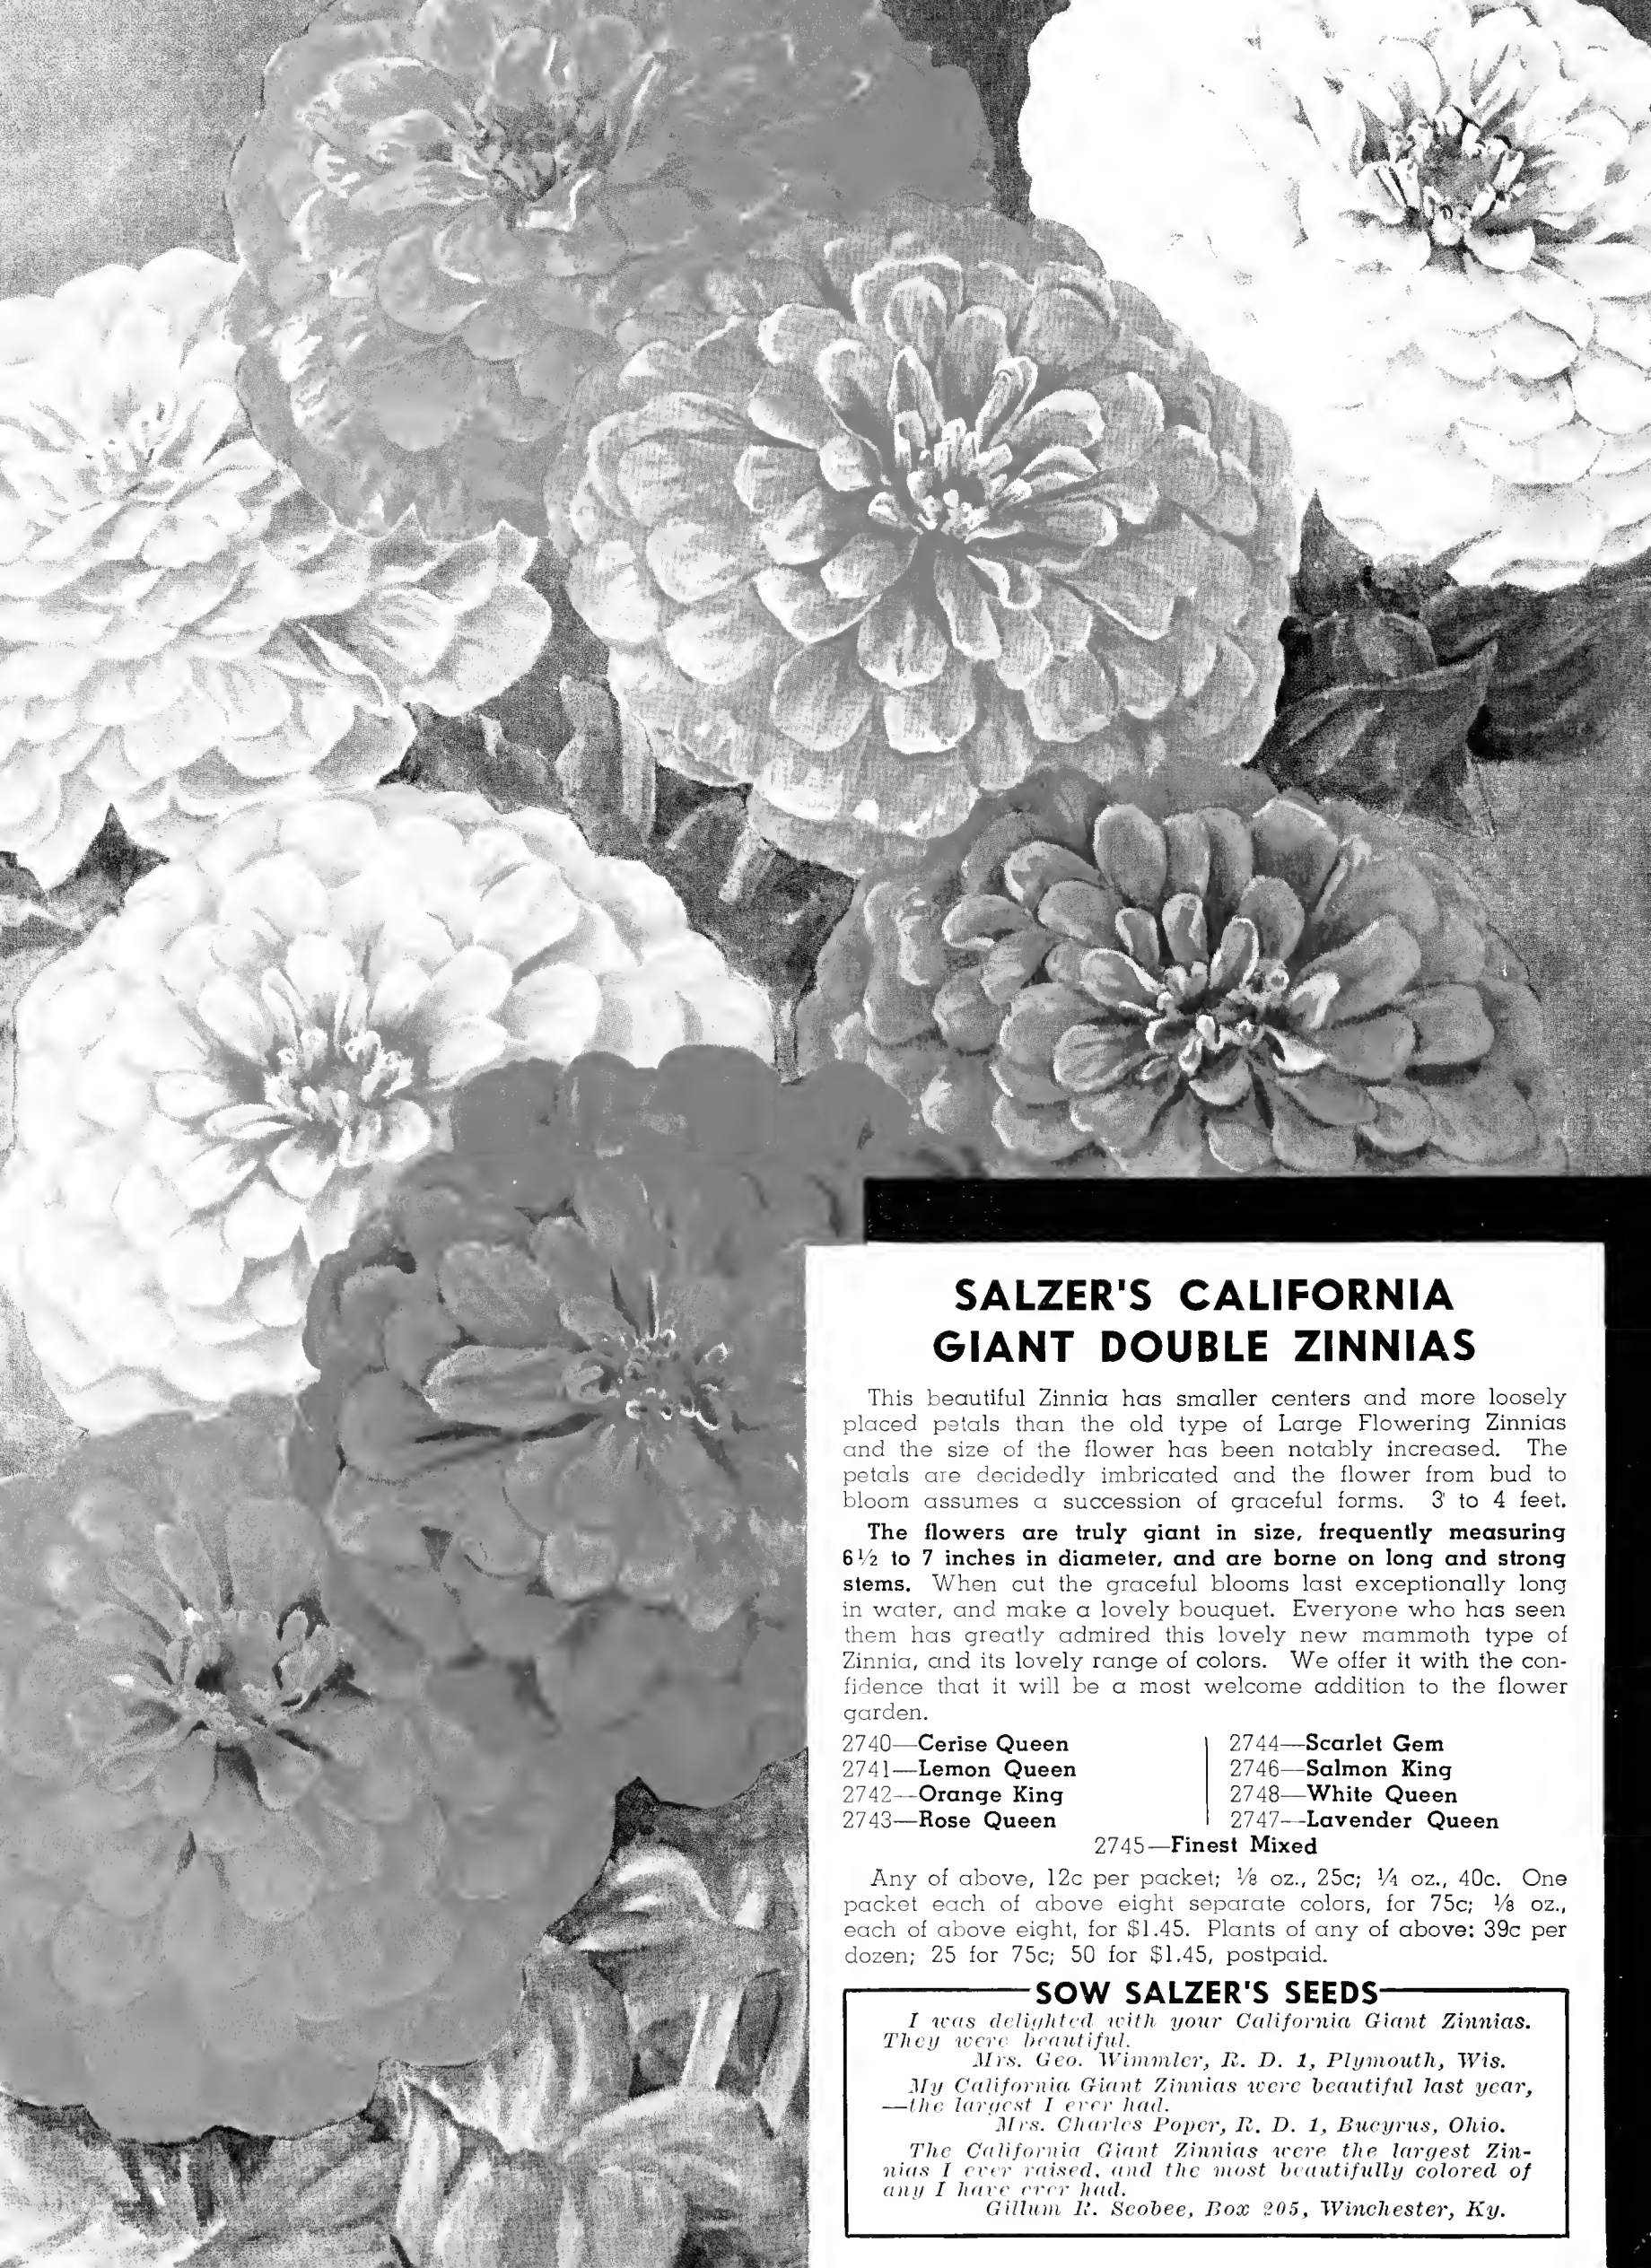 SALZER'S CALIFORNIA
GIANT DOUBLE ZINNIAS
This beautiful Zinnia has smaller centers and more loosely
placed petals than the old type of Large Flowering Zinnias
and the size of the flower has been notably increased. The
petals are decidedly imbricated and the flower from bud to
bloom assumes a succession of graceful forms. 3' to 4 feet.
The flowers are truly giant in size, frequently measuring
6½ to 7 inches in diameter, and are borne on long and strong
stems. When cut the graceful blooms last exceptionally long
in water, and make a lovely bouquet. Everyone who has seen
them has greatly admired this lovely new mammoth type of
Zinnia, and its lovely range of colors. We offer it with the con-
fidence that it will be a most welcome addition to the flower
garden.
2740—Cerise Queen
2741—Lemon Queen
2742—Orange King
2743—Rose Queen
2744—Scarlet Gem
2746—Salmon King
2748—White Queen
2747—Lavender Queen
2745—Finest Mixed
Any of above, 12c per packet; ⅛ oz., 25c; ¼ oz., 40c. One
packet each of above eight separate colors, for 75c; ⅛ oz.,
each of above eight, for $1.45. Plants of any of above: 39c per
dozen; 25 for 75c; 50 for $1.45, postpaid.
SOW SALZER'S SEEDS
I was delighted with your California Giant Zinnias.
They were beautiful.
Mrs. Geo. Wimmler, R. D. 1, Plymouth, Wis.
My California Giant Zinnias were beautiful last year,
—the largest I ever had.
Mrs. Charles Poper, R. D. 1, Bucyrus, Ohio.
The California Giant Zinnias were the largest Zin-
nias I ever raised, and the most beautifully colored of
any I have ever had.
Gillum R. Scobee, Box 205, Winchester, Ky.